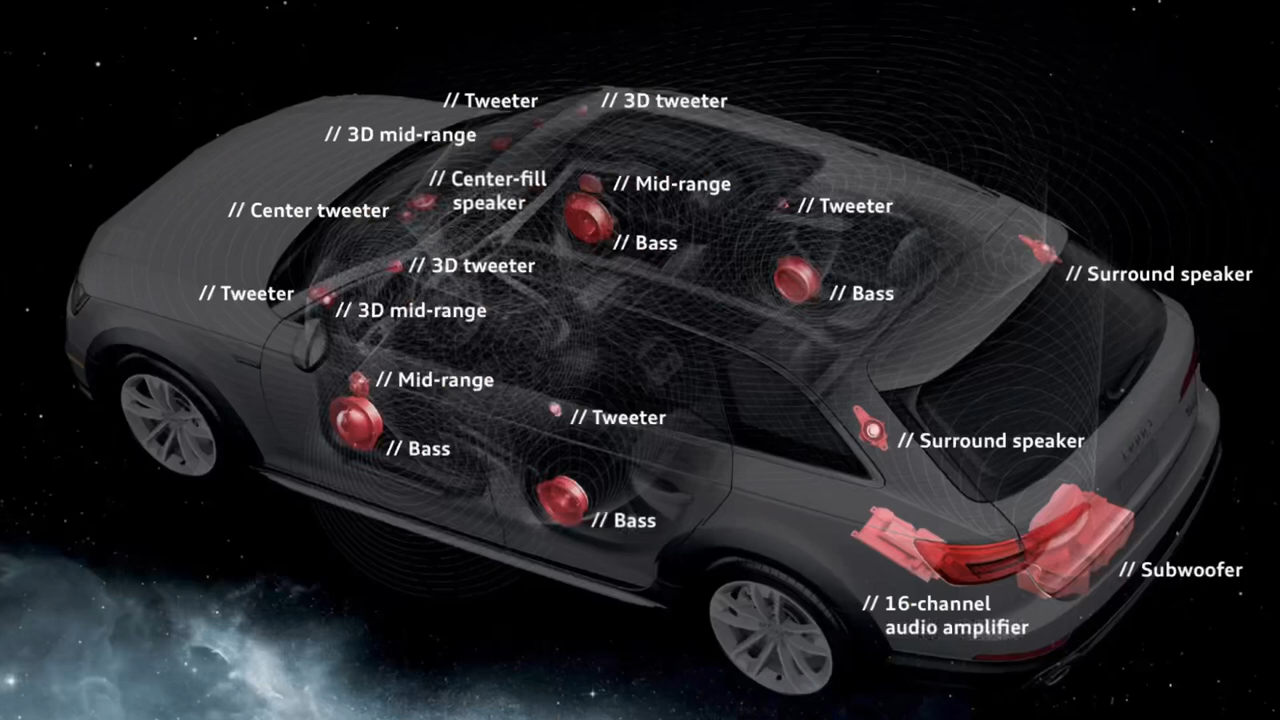 // Tweeter
// 3D tweeter
// 3D mid-range
// Center-fill
speaker
// Mid-range
// Center tweeter
// Tweeter
// Bass
// 3D tweeter
// Surround speaker
// Tweeter
// Bass
// 3D mid-range
// Mid-range
// Tweeter
// Bass
// Surround speaker
// Bass
// Subwoofer
// 16-channel
audio amplifier